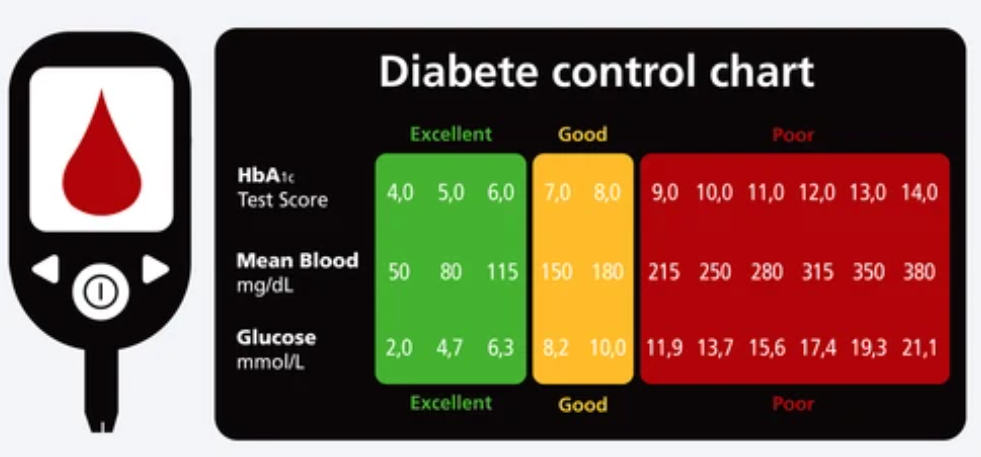 Diabete control chart
Excellent Good Poor
HbA1c
Test Score
4,0 5,0 6,0 7,0 8,0 9,0 10,0 11,0 12,0 13,0 14,0
Mean Blood
mg/dL
50 80 115 150 180 215 250 280 315 350 380
Glucose
mmol/L
2,0 4,7 6,3 8,2 10,0 11,9 13,7 15,6 17,4 19,3 21,1
Excellent Good Poor